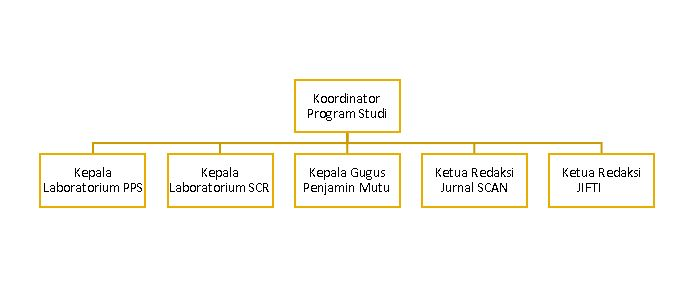 Koordinator
Program Studi
Kepala
Laboratorium PPS
Kepala
Laboratorium SCR
Kepala Gugus
Penjamin Mutu
Ketua Redaksi
Jurnal SCAN
Ketua Redaksi
JIFTI